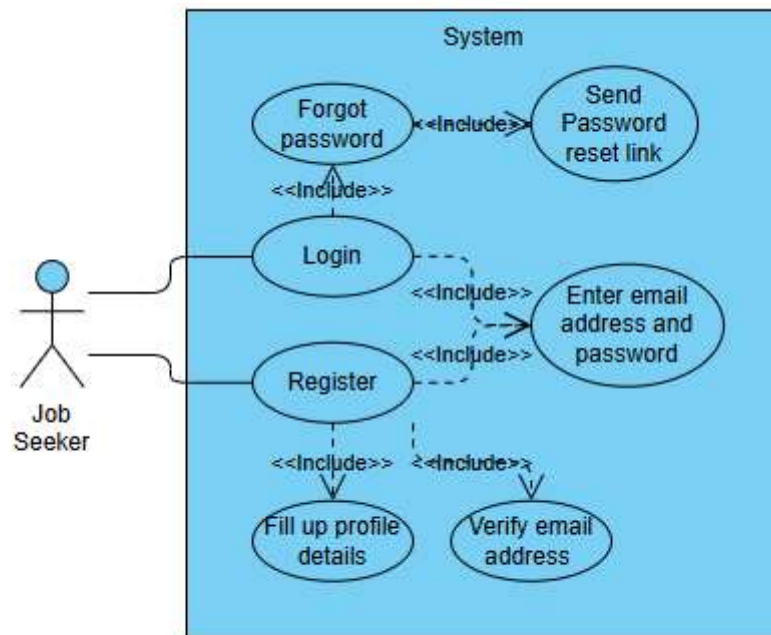 System
Forgot
password
<<Include>>
Send
Password
reset link
<<Include>>
Login
<<Include>>
Enter email
address and
password
<<Include>>
Register
Job
Seeker
<<Include>>
<<Include>>
Fill up profile
details
Verify email
address